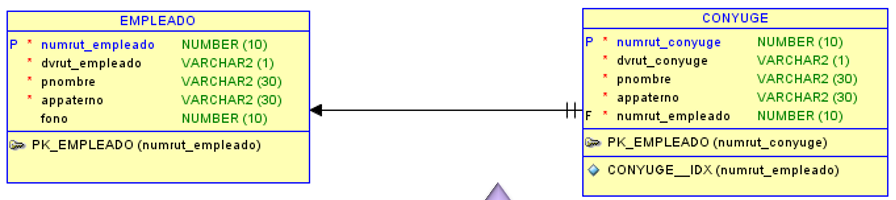 EMPLEADO
P * numrut_empleado NUMBER (10)
* dvrut_empleado VARCHAR2 (1)
* pnombre VARCHAR2 (30)
* appaterno VARCHAR2 (30)
fono NUMBER (10)
PK_EMPLEADO (numrut_empleado)
CONYUGE
P * numrut_conyuge NUMBER (10)
* dvrut_conyuge VARCHAR2 (1)
* pnombre VARCHAR2 (30)
* appaterno VARCHAR2 (30)
F * numrut_empleado NUMBER (10)
PK_EMPLEADO (numrut_conyuge)
CONYUGE__IDX (numrut_empleado)